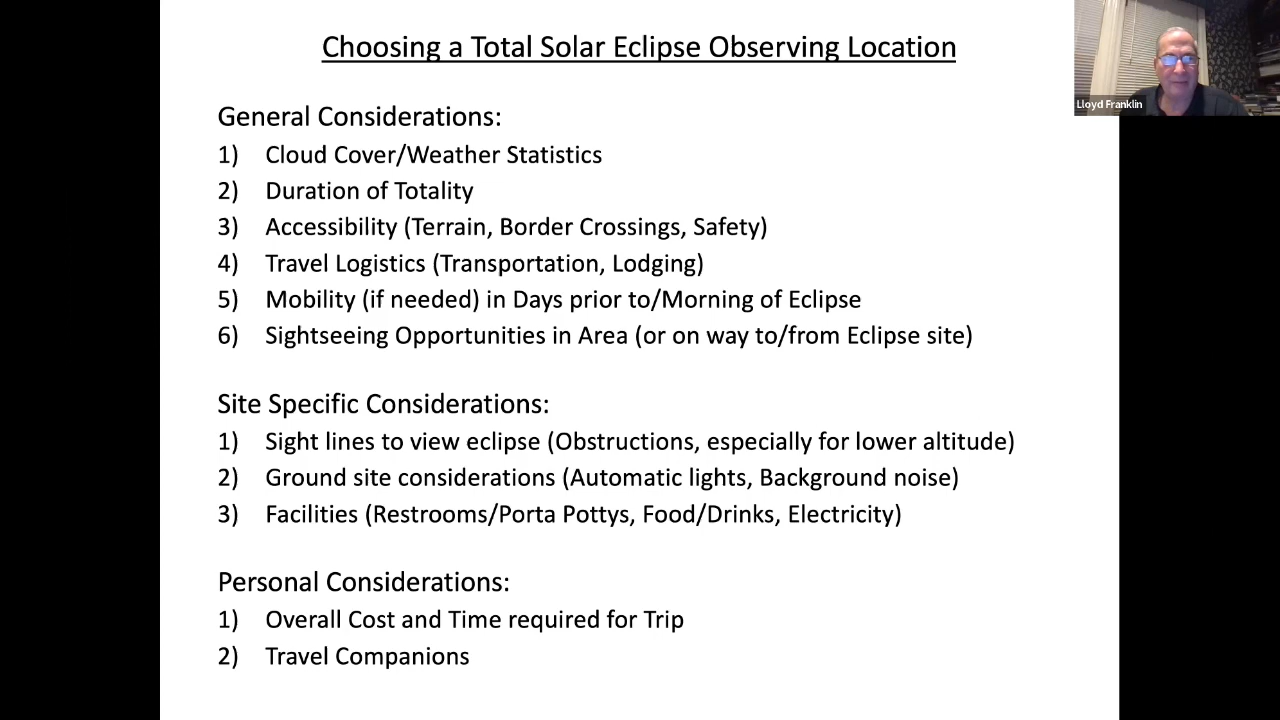 Choosing a Total Solar Eclipse Observing Location
Lloyd Franklin
General Considerations:
1) Cloud Cover/Weather Statistics
2) Duration of Totality
3) Accessibility (Terrain, Border Crossings, Safety)
4) Travel Logistics (Transportation, Lodging)
5) Mobility (if needed) in Days prior to/Morning of Eclipse
6) Sightseeing Opportunities in Area (or on way to/from Eclipse site)
Site Specific Considerations:
1) Sight lines to view eclipse (Obstructions, especially for lower altitude)
2) Ground site considerations (Automatic lights, Background noise)
3) Facilities (Restrooms/Porta Pottys, Food/Drinks, Electricity)
Personal Considerations:
1) Overall Cost and Time required for Trip
2) Travel Companions